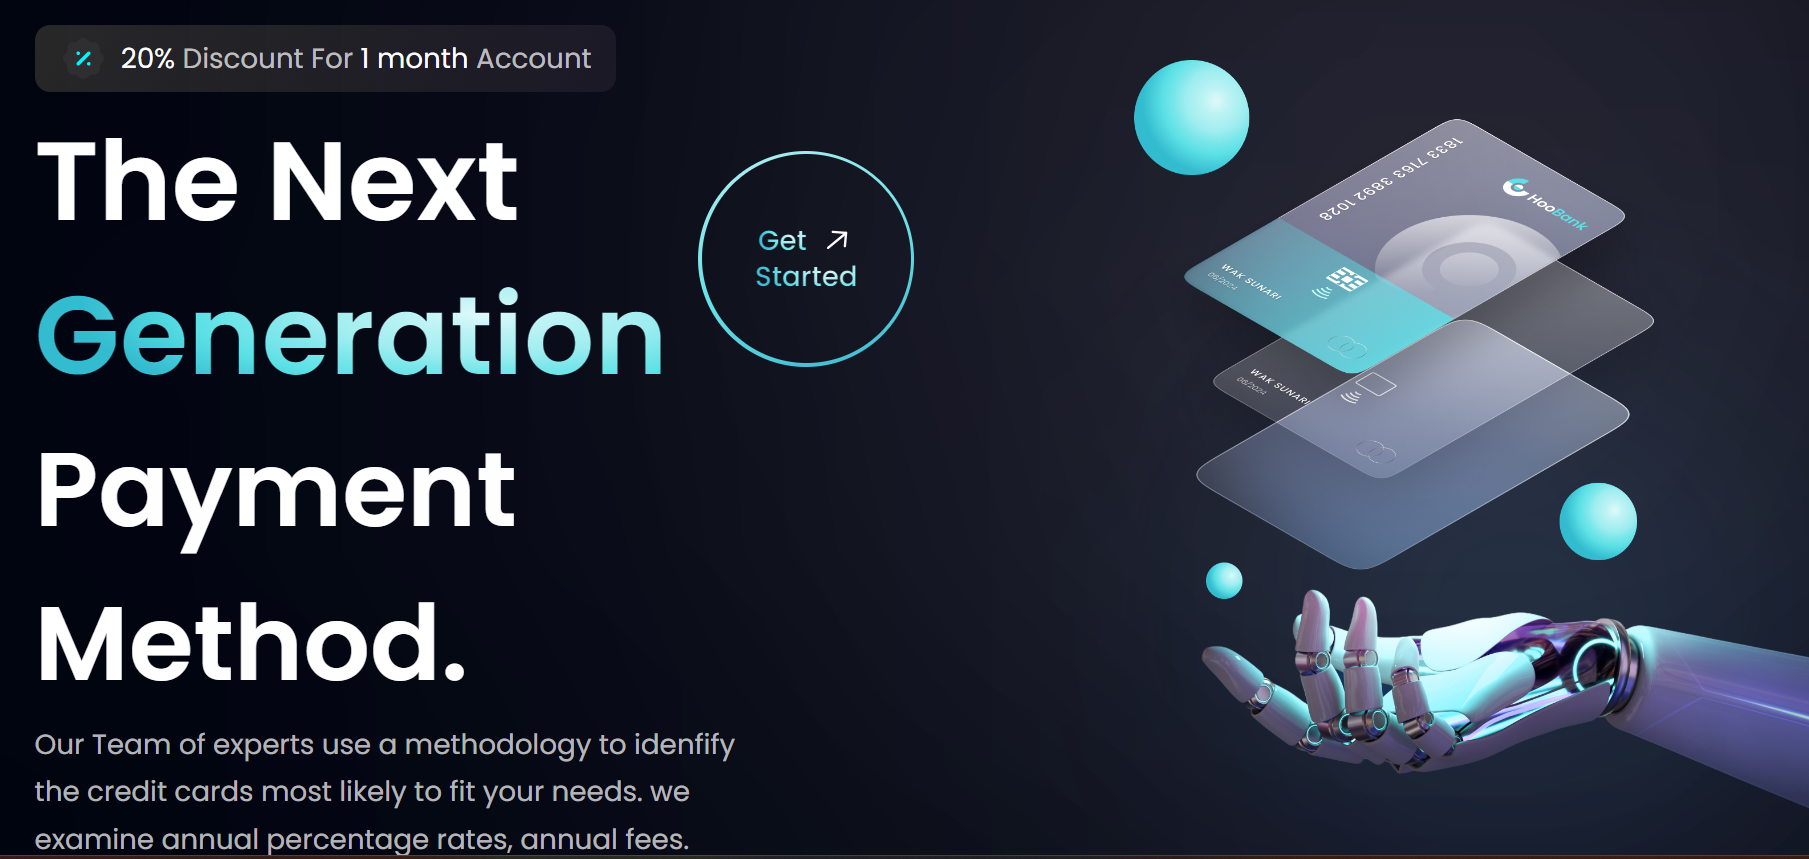 20% Discount For 1 month Account
The Next
Generation
Payment
Method.
Our Team of experts use a methodology to idenfify
the credit cards most likely to fit your needs. we
examine annual percentage rates, annual fees.
Get
Started
1833 7163 3892 1028
HooBank
WAK SUNARI
06/2024
WAK SUNARI
08/2024